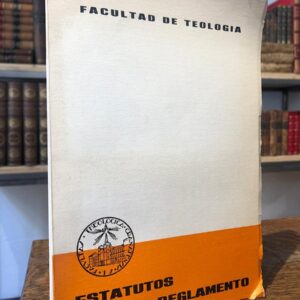 FACULTAD DE TEOLOGIA
ESTATUTOS
REGLAMENTO